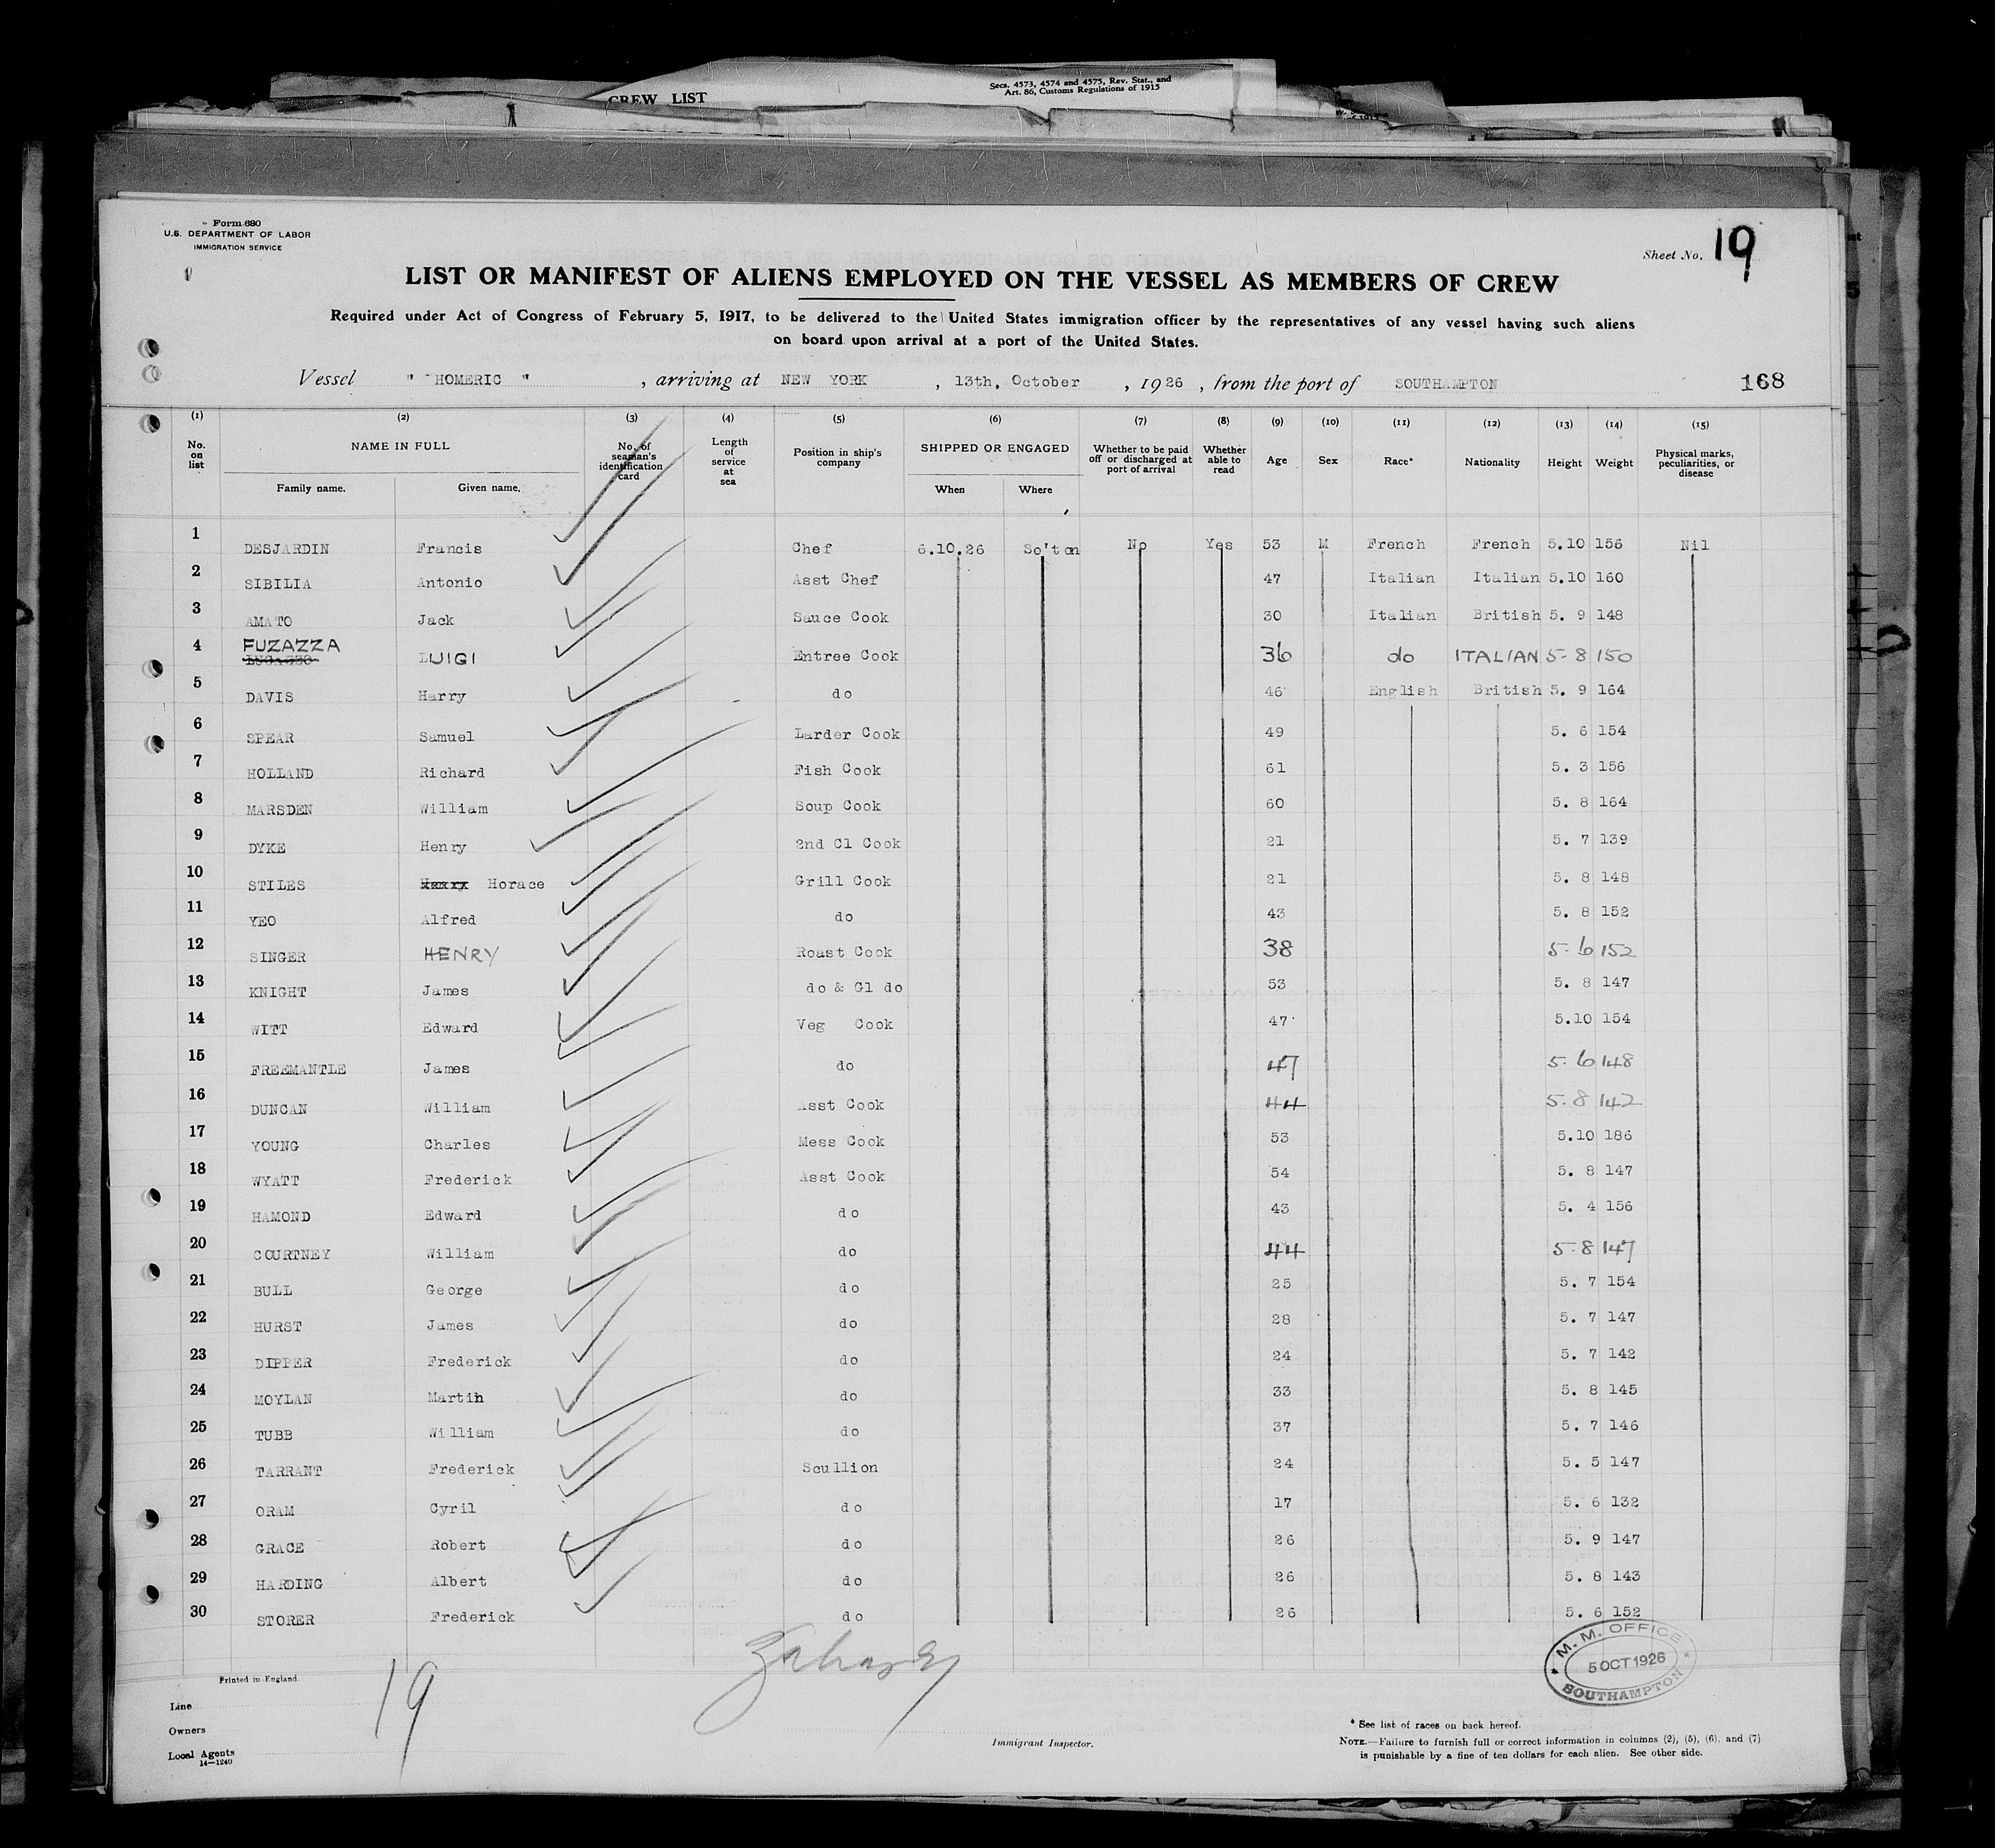 CREW LIST
Secs. 4573, 4574 and 4575, Rev. Stat., and
Art. 86, Customs Regulations of 1915
Form 680
U.S. DEPARTMENT OF LABOR
IMMIGRATION SERVICE
Sheet No. 19
LIST OR MANIFEST OF ALIENS EMPLOYED ON THE VESSEL AS MEMBERS OF CREW
Required under Act of Congress of February 5, 1917, to be delivered to the United States immigration officer by the representatives of any vessel having such aliens
on board upon arrival at a port of the United States.
Vessel " HOMERIC " , arriving at NEW YORK , 13th, October , 1926 , from the port of SOUTHAMPTON 168
(1) (2) (3) (4) (5) (6) (7) (8) (9) (10) (11) (12) (13) (14) (15)
No. on list NAME IN FULL Family name. Given name. No. of seaman's identification card Length of service at sea Position in ship's company SHIPPED OR ENGAGED When Where Whether to be paid off or discharged at port of arrival Whether able to read Age Sex Race* Nationality Height Weight Physical marks, peculiarities, or disease
1 DESJARDIN Francis Chef 6.10.26 So'ton No Yes 53 M French French 5.10 156 Nil
2 SIBILIA Antonio Asst Chef 47 Italian Italian 5.10 160
3 AMATO Jack Sauce Cook 30 Italian British 5. 9 148
4 FUZAZZA LUIGI Entree Cook 36 do ITALIAN 5-8 150
5 DAVIS Harry do 46 English British 5. 9 164
6 SPEAR Samuel Larder Cook 49 5. 6 154
7 HOLLAND Richard Fish Cook 61 5. 3 156
8 MARSDEN William Soup Cook 60 5. 8 164
9 DYKE Henry 2nd Cl Cook 21 5. 7 139
10 STILES Horace Grill Cook 21 5. 8 148
11 YEO Alfred do 43 5. 8 152
12 SINGER HENRY Roast Cook 38 5-6 152
13 KNIGHT James do & Gl do 53 5. 8 147
14 WITT Edward Veg Cook 47 5.10 154
15 FREEMANTLE James do 47 5-6 148
16 DUNCAN William Asst Cook 44 5-8 142
17 YOUNG Charles Mess Cook 53 5.10 186
18 WYATT Frederick Asst Cook 54 5. 8 147
19 HAMOND Edward do 43 5. 4 156
20 COURTNEY William do 44 5-8 147
21 BULL George do 25 5. 7 154
22 HURST James do 28 5. 7 147
23 DIPPER Frederick do 24 5. 7 142
24 MOYLAN Martin do 33 5. 8 145
25 TUBB William do 37 5. 7 146
26 TARRANT Frederick Scullion 24 5. 5 147
27 ORAM Cyril do 17 5. 6 132
28 GRACE Robert do 26 5. 9 147
29 HARDING Albert do 26 5. 8 143
30 STORER Frederick do 26 5. 6 152
M. M. OFFICE
5 OCT 1926
SOUTHAMPTON
Printed in England.
19
Line
Owners
Local Agents
14—1240
Immigrant Inspector.
* See list of races on back hereof.
NOTE.—Failure to furnish full or correct information in columns (2), (5), (6), and (7)
is punishable by a fine of ten dollars for each alien. See other side.